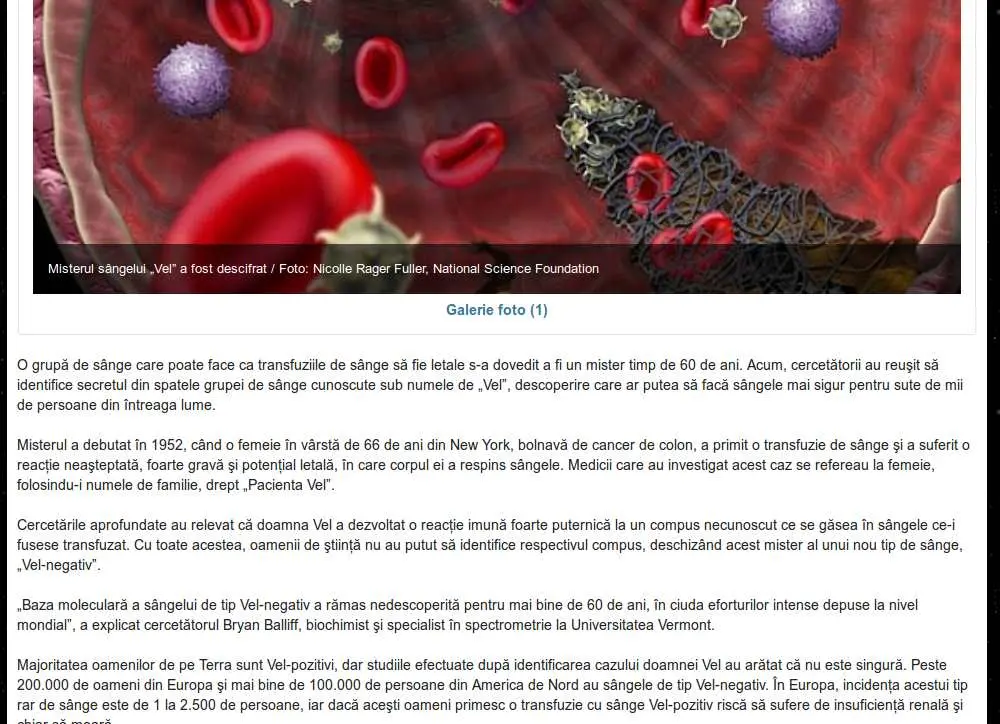 Misterul sângelui „Vel” a fost descifrat / Foto: Nicolle Rager Fuller, National Science Foundation
Galerie foto (1)
O grupă de sânge care poate face ca transfuziile de sânge să fie letale s-a dovedit a fi un mister timp de 60 de ani. Acum, cercetătorii au reuşit să
identifice secretul din spatele grupei de sânge cunoscute sub numele de „Vel”, descoperire care ar putea să facă sângele mai sigur pentru sute de mii
de persoane din întreaga lume.
Misterul a debutat în 1952, când o femeie în vârstă de 66 de ani din New York, bolnavă de cancer de colon, a primit o transfuzie de sânge şi a suferit o
reacţie neaşteptată, foarte gravă şi potenţial letală, în care corpul ei a respins sângele. Medicii care au investigat acest caz se refereau la femeie,
folosindu-i numele de familie, drept „Pacienta Vel”.
Cercetările aprofundate au relevat că doamna Vel a dezvoltat o reacţie imună foarte puternică la un compus necunoscut ce se găsea în sângele ce-i
fusese transfuzat. Cu toate acestea, oamenii de ştiinţă nu au putut să identifice respectivul compus, deschizând acest mister al unui nou tip de sânge,
„Vel-negativ”.
„Baza moleculară a sângelui de tip Vel-negativ a rămas nedescoperită pentru mai bine de 60 de ani, în ciuda eforturilor intense depuse la nivel
mondial”, a explicat cercetătorul Bryan Balliff, biochimist şi specialist în spectrometrie la Universitatea Vermont.
Majoritatea oamenilor de pe Terra sunt Vel-pozitivi, dar studiile efectuate după identificarea cazului doamnei Vel au arătat că nu este singură. Peste
200.000 de oameni din Europa şi mai bine de 100.000 de persoane din America de Nord au sângele de tip Vel-negativ. În Europa, incidenţa acestui tip
rar de sânge este de 1 la 2.500 de persoane, iar dacă aceşti oameni primesc o transfuzie cu sânge Vel-pozitiv riscă să sufere de insuficienţă renală şi
chiar să moară